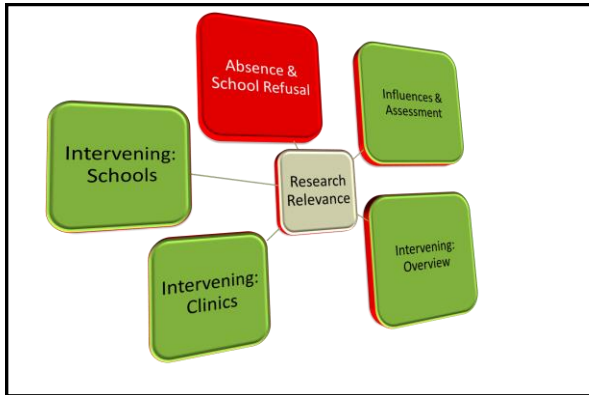 Absence &
School Refusal
Influences &
Assessment
Intervening:
Schools
Research
Relevance
Intervening:
Overview
Intervening:
Clinics